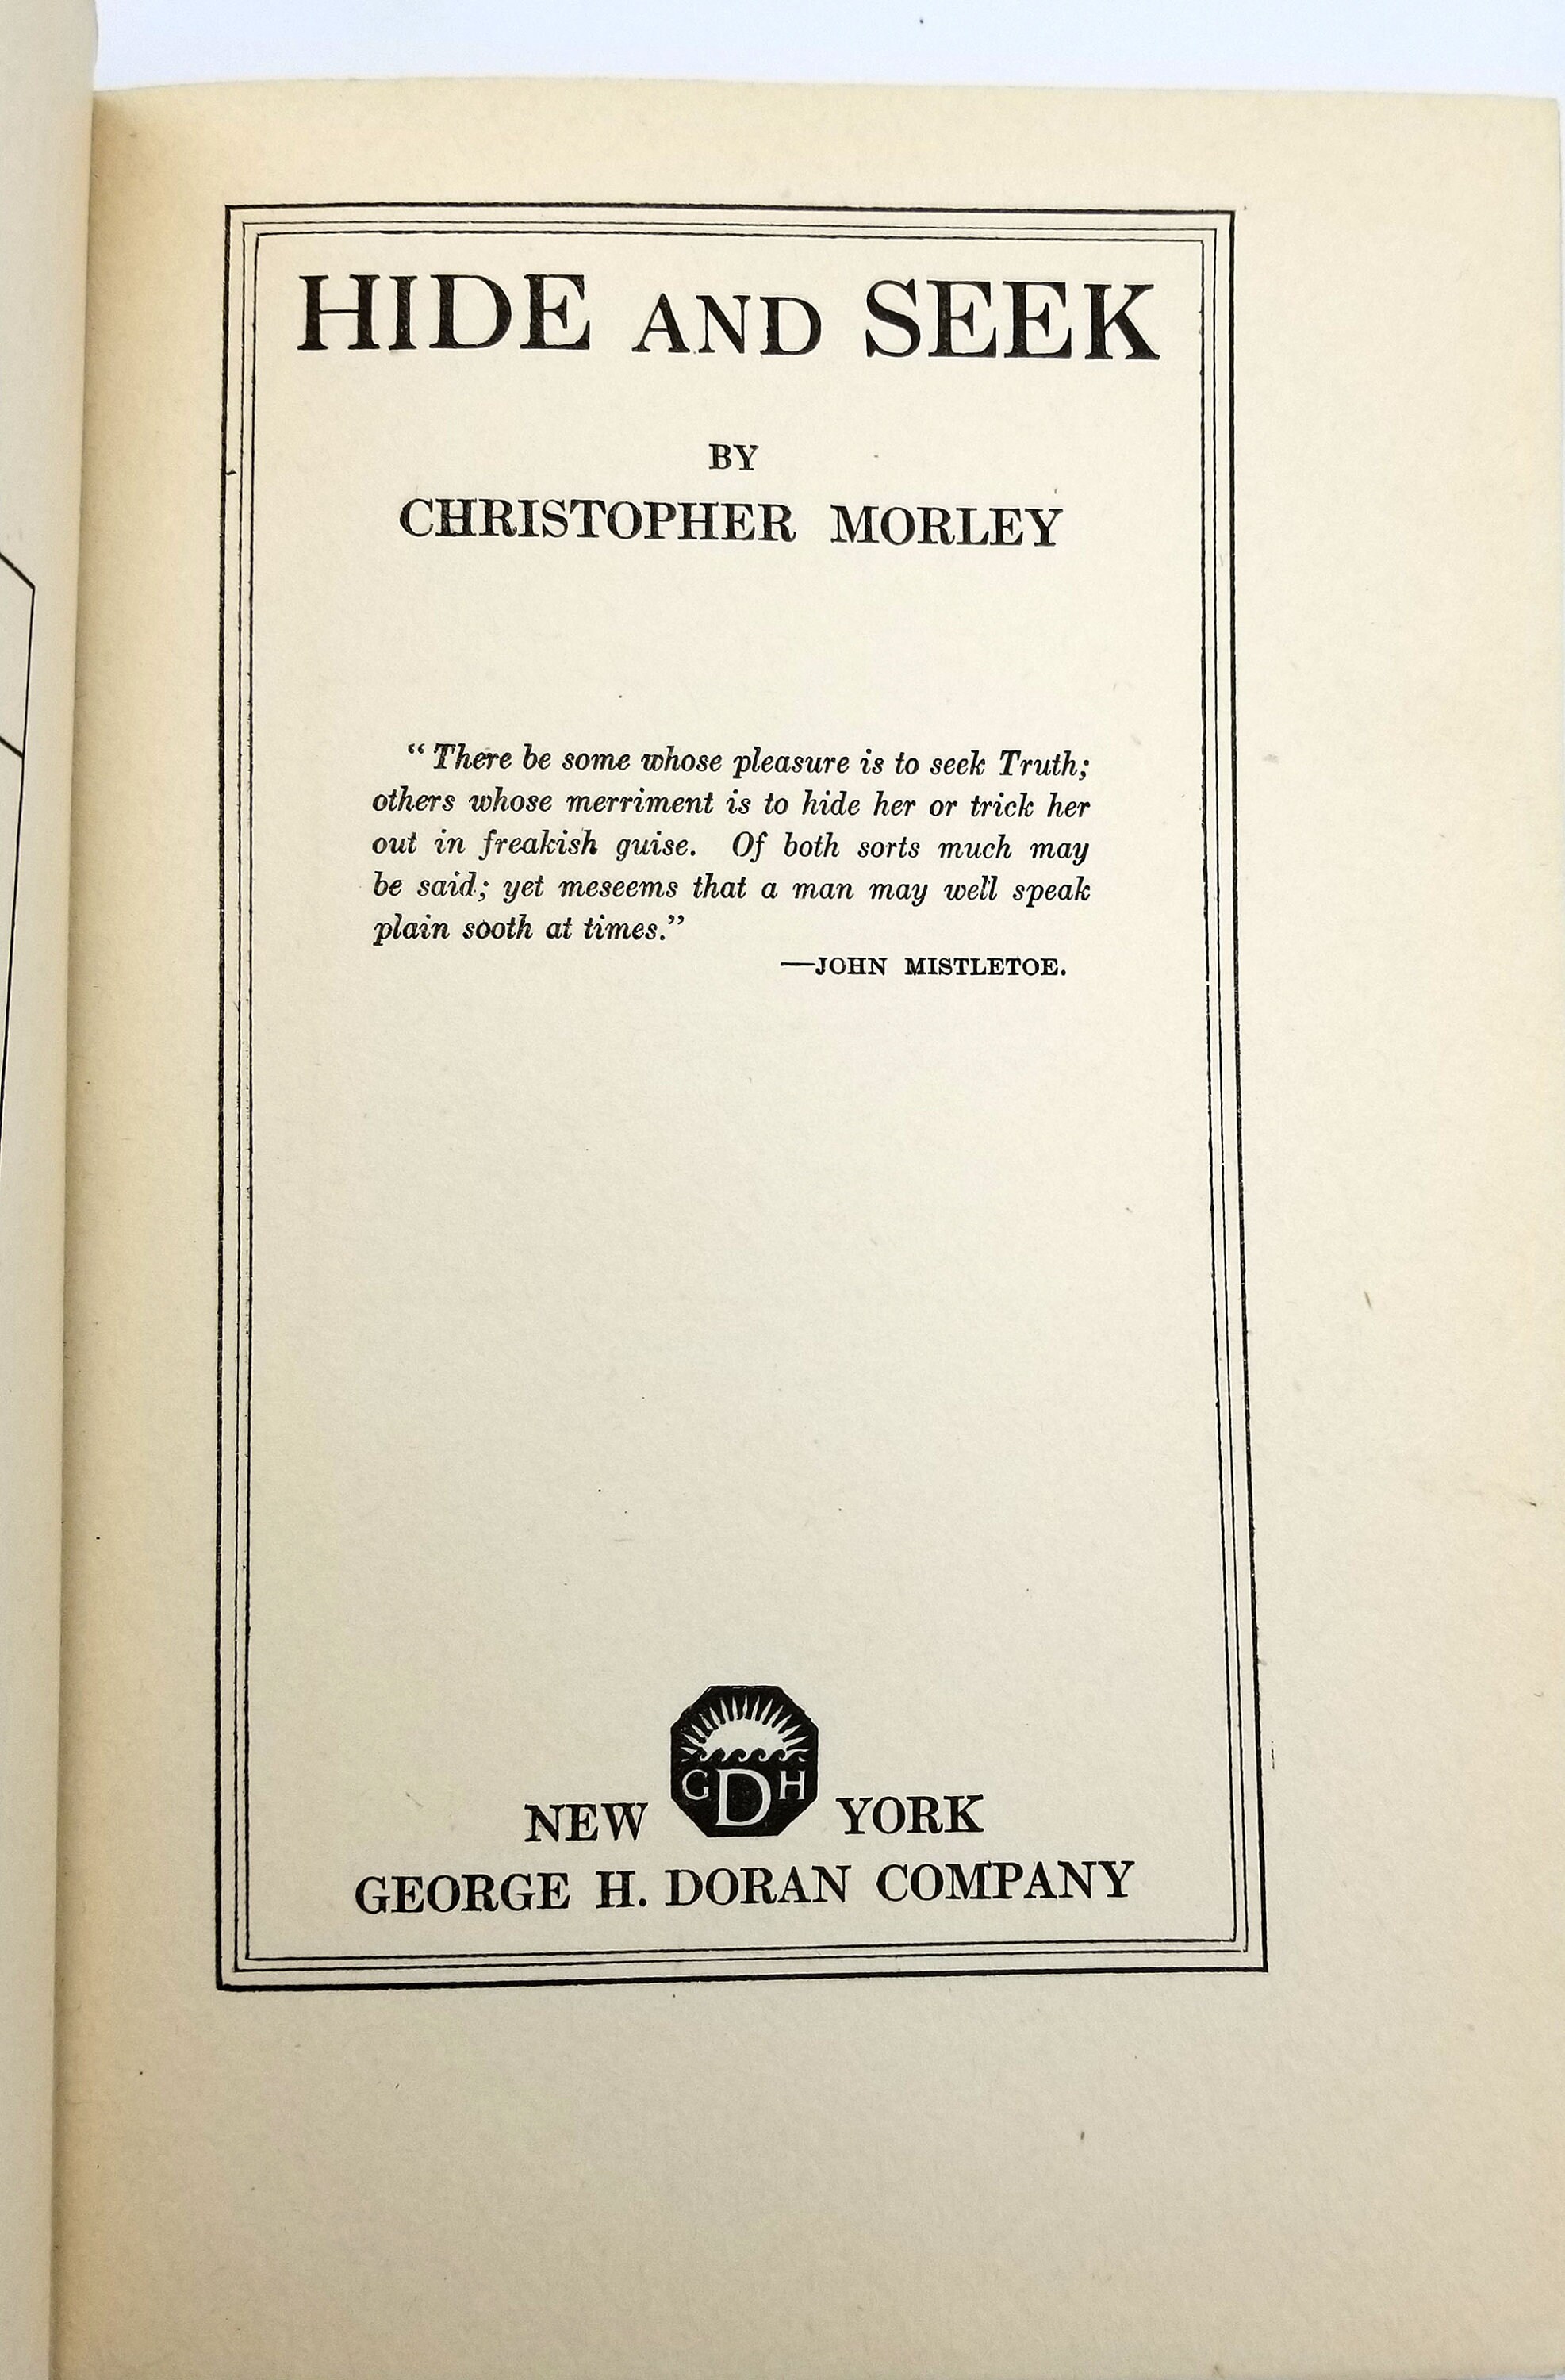 HIDE AND SEEK
BY
CHRISTOPHER MORLEY
“There be some whose pleasure is to seek Truth;
others whose merriment is to hide her or trick her
out in freakish guise. Of both sorts much may
be said; yet meseems that a man may well speak
plain sooth at times.”
—JOHN MISTLETOE.
GDH
NEW YORK
GEORGE H. DORAN COMPANY